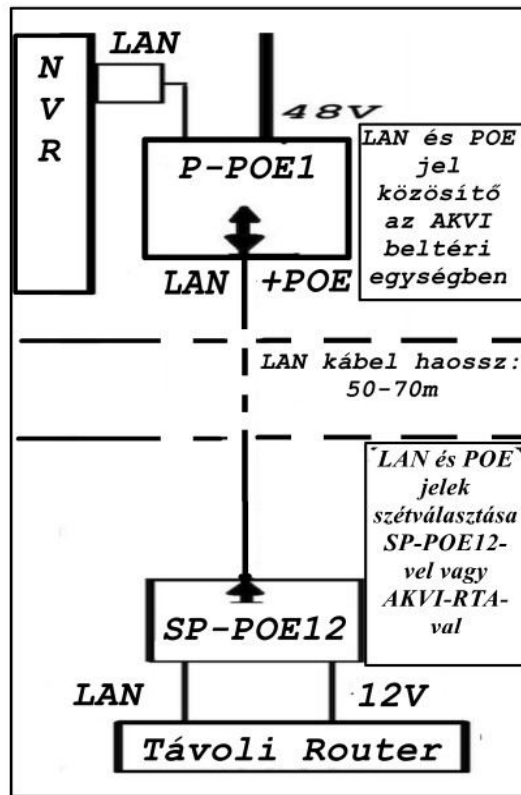 LAN
N
V
R
48V
P-POE1
LAN +POE
LAN és POE
jel
közösítő
az AKVI
beltéri
egységben
LAN kábel haossz:
50-70m
LAN és POE
jelek
szétválasztása
SP-POE12-
vel vagy
AKVI-RTA-
val
SP-POE12
LAN
12V
Távoli Router